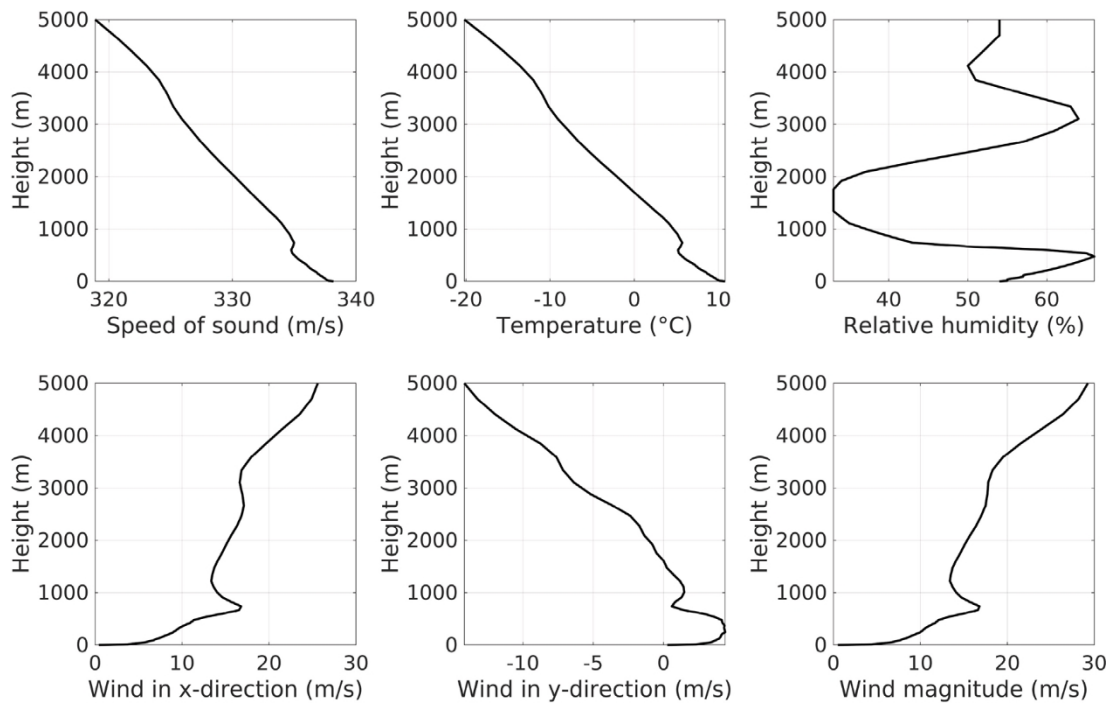 5000
4000
3000
2000
1000
0
Height (m)
320 330 340
Speed of sound (m/s)
5000
4000
3000
2000
1000
0
Height (m)
-20 -10 0 10
Temperature (°C)
5000
4000
3000
2000
1000
0
Height (m)
40 50 60
Relative humidity (%)
5000
4000
3000
2000
1000
0
Height (m)
0 10 20 30
Wind in x-direction (m/s)
5000
4000
3000
2000
1000
0
Height (m)
-10 -5 0
Wind in y-direction (m/s)
5000
4000
3000
2000
1000
0
Height (m)
0 10 20 30
Wind magnitude (m/s)